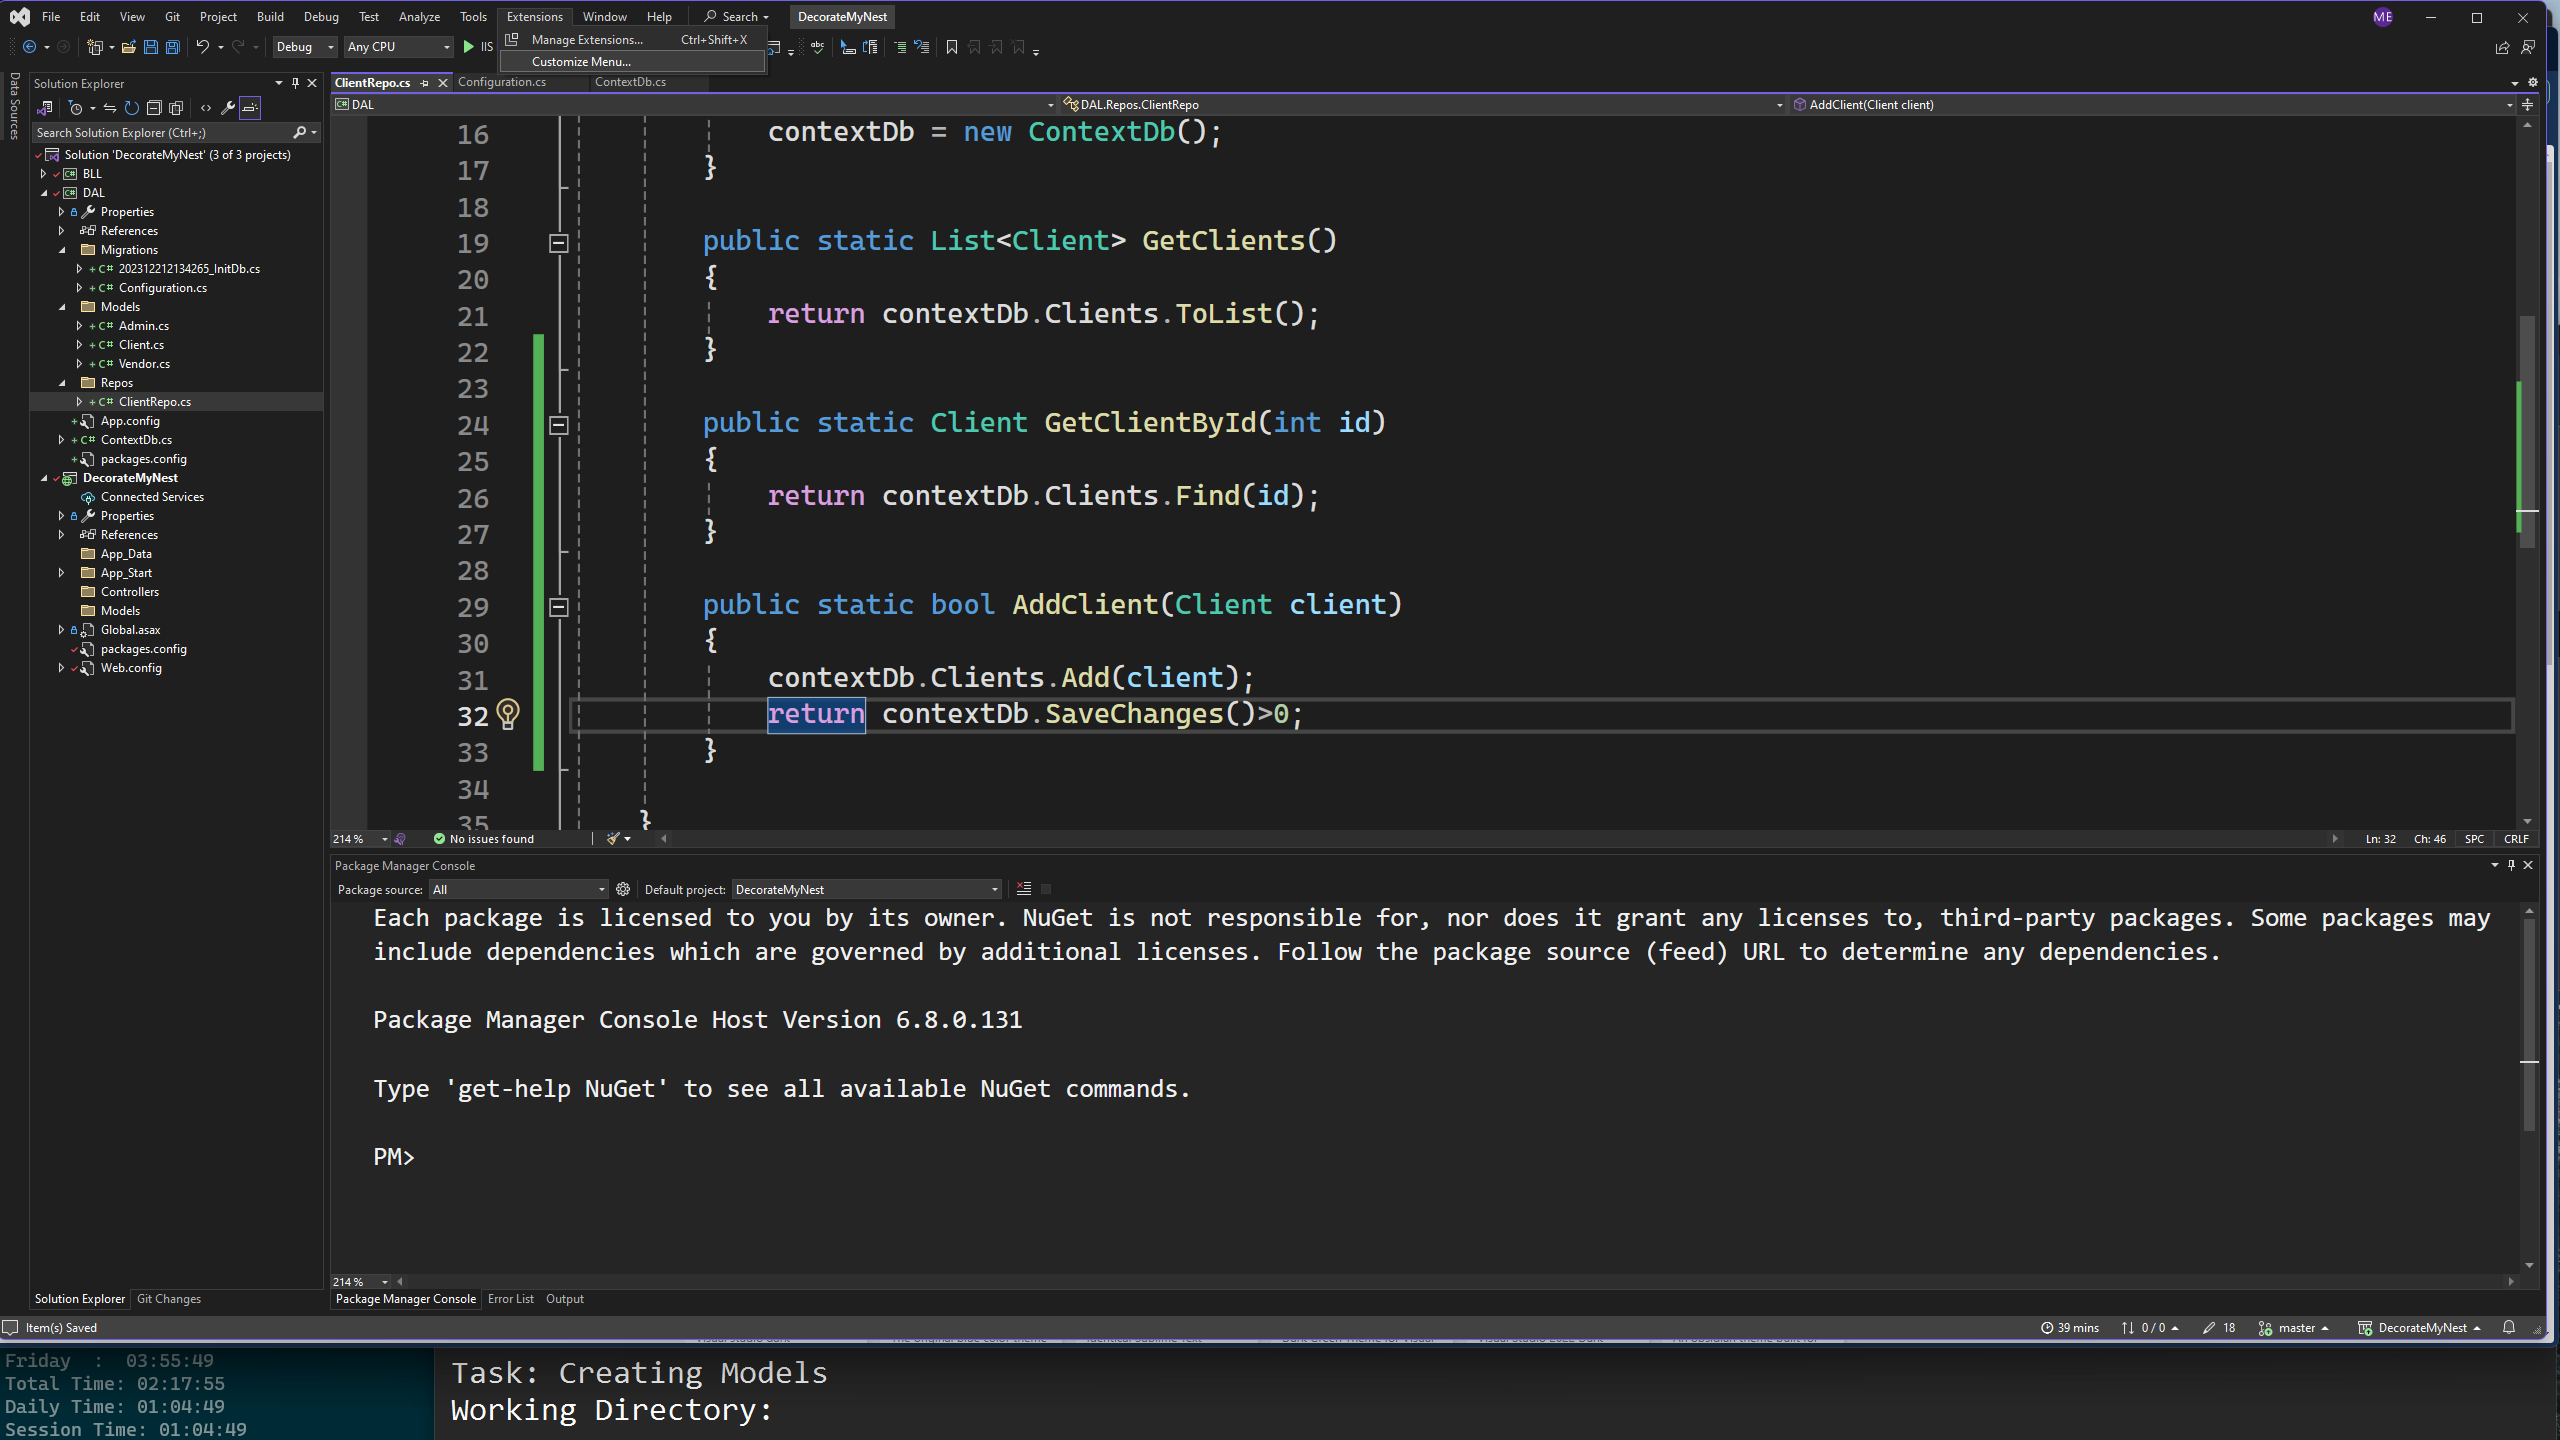 File Edit View Git Project Build Debug Test Analyze Tools Extensions Window Help Search DecorateMyNest ME
Debug Any CPU IIS
Manage Extensions... Ctrl+Shift+X
Customize Menu...
Data Sources
Solution Explorer
Search Solution Explorer (Ctrl+;)
Solution 'DecorateMyNest' (3 of 3 projects)
BLL
DAL
Properties
References
Migrations
C# 202312212134265_InitDb.cs
C# Configuration.cs
Models
C# Admin.cs
C# Client.cs
C# Vendor.cs
Repos
C# ClientRepo.cs
App.config
C# ContextDb.cs
packages.config
DecorateMyNest
Connected Services
Properties
References
App_Data
App_Start
Controllers
Models
Global.asax
packages.config
Web.config
Solution Explorer Git Changes
ClientRepo.cs Configuration.cs ContextDb.cs
DAL DAL.Repos.ClientRepo AddClient(Client client)
16 contextDb = new ContextDb();
17 }
18
19 public static List<Client> GetClients()
20 {
21 return contextDb.Clients.ToList();
22 }
23
24 public static Client GetClientById(int id)
25 {
26 return contextDb.Clients.Find(id);
27 }
28
29 public static bool AddClient(Client client)
30 {
31 contextDb.Clients.Add(client);
32 return contextDb.SaveChanges()>0;
33 }
34
35 }
214 % No issues found Ln: 32 Ch: 46 SPC CRLF
Package Manager Console
Package source: All Default project: DecorateMyNest
Each package is licensed to you by its owner. NuGet is not responsible for, nor does it grant any licenses to, third-party packages. Some packages may
include dependencies which are governed by additional licenses. Follow the package source (feed) URL to determine any dependencies.
Package Manager Console Host Version 6.8.0.131
Type 'get-help NuGet' to see all available NuGet commands.
PM>
214 %
Package Manager Console Error List Output
Item(s) Saved 39 mins 0 / 0 18 master DecorateMyNest
Friday : 03:55:49
Total Time: 02:17:55
Daily Time: 01:04:49
Session Time: 01:04:49
Task: Creating Models
Working Directory: